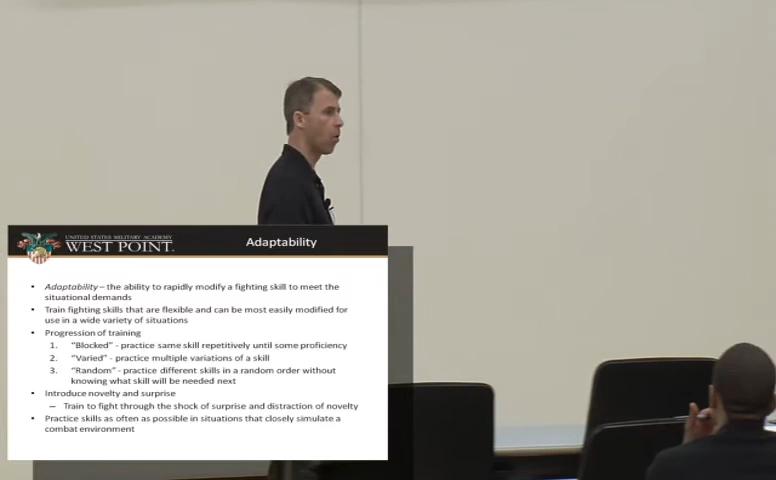 UNITED STATES MILITARY ACADEMY
WEST POINT.
Adaptability
• Adaptability – the ability to rapidly modify a fighting skill to meet the
situational demands
• Train fighting skills that are flexible and can be most easily modified for
use in a wide variety of situations
• Progression of training
1. “Blocked” - practice same skill repetitively until some proficiency
2. “Varied” - practice multiple variations of a skill
3. “Random” - practice different skills in a random order without
knowing what skill will be needed next
• Introduce novelty and surprise
– Train to fight through the shock of surprise and distraction of novelty
• Practice skills as often as possible in situations that closely simulate a
combat environment